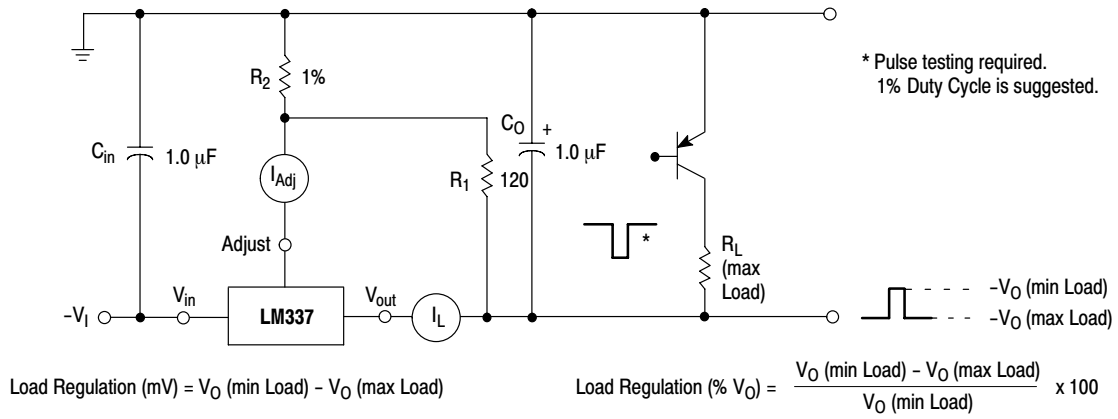 * Pulse testing required.
1% Duty Cycle is suggested.
R2 1%
Cin 1.0 μF
IAdj
R1 120
CO + 1.0 μF
Adjust
*
RL
(max
Load)
–VI
Vin
LM337
Vout
IL
–VO (min Load)
–VO (max Load)
Load Regulation (mV) = VO (min Load) – VO (max Load)
Load Regulation (% VO) = VO (min Load) – VO (max Load) x 100
VO (min Load)